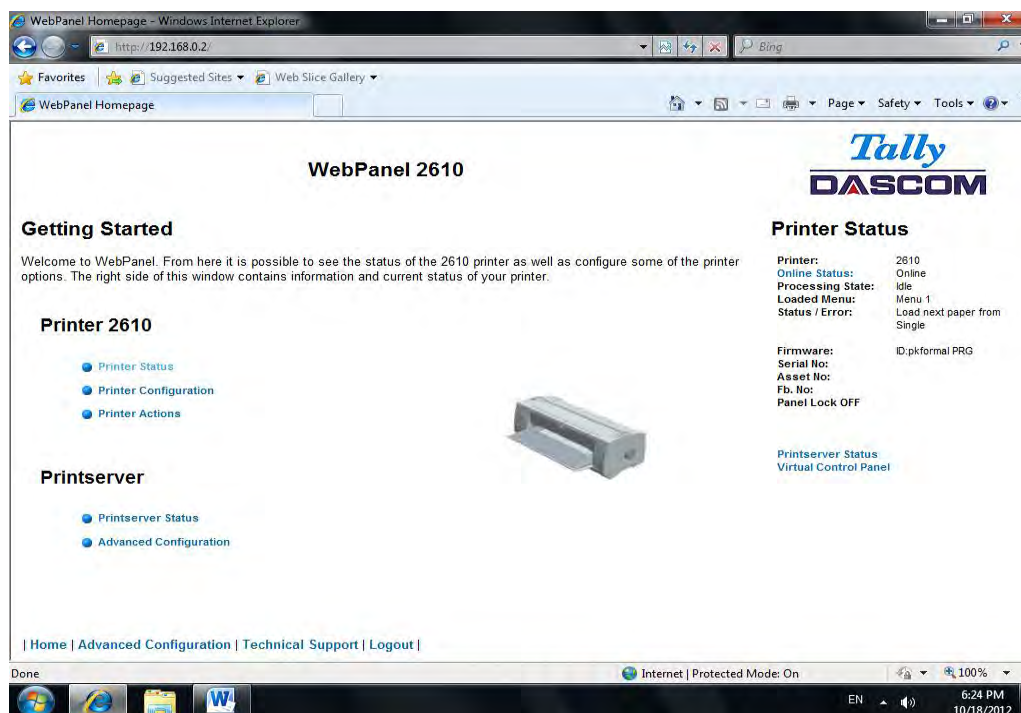 WebPanel Homepage - Windows Internet Explorer
http://192.168.0.2/
Bing
Favorites
Suggested Sites
Web Slice Gallery
WebPanel Homepage
Page
Safety
Tools
WebPanel 2610
Tally
DASCOM
Getting Started
Welcome to WebPanel. From here it is possible to see the status of the 2610 printer as well as configure some of the printer
options. The right side of this window contains information and current status of your printer.
Printer 2610
Printer Status
Printer Configuration
Printer Actions
Printserver
Printserver Status
Advanced Configuration
Printer Status
Printer: 2610
Online Status: Online
Processing State: Idle
Loaded Menu: Menu 1
Status / Error: Load next paper from
Single
Firmware: ID:pkformal PRG
Serial No:
Asset No:
Fb. No:
Panel Lock OFF
Printserver Status
Virtual Control Panel
| Home | Advanced Configuration | Technical Support | Logout |
Done
Internet | Protected Mode: On
100%
W
EN
6:24 PM
10/18/2012